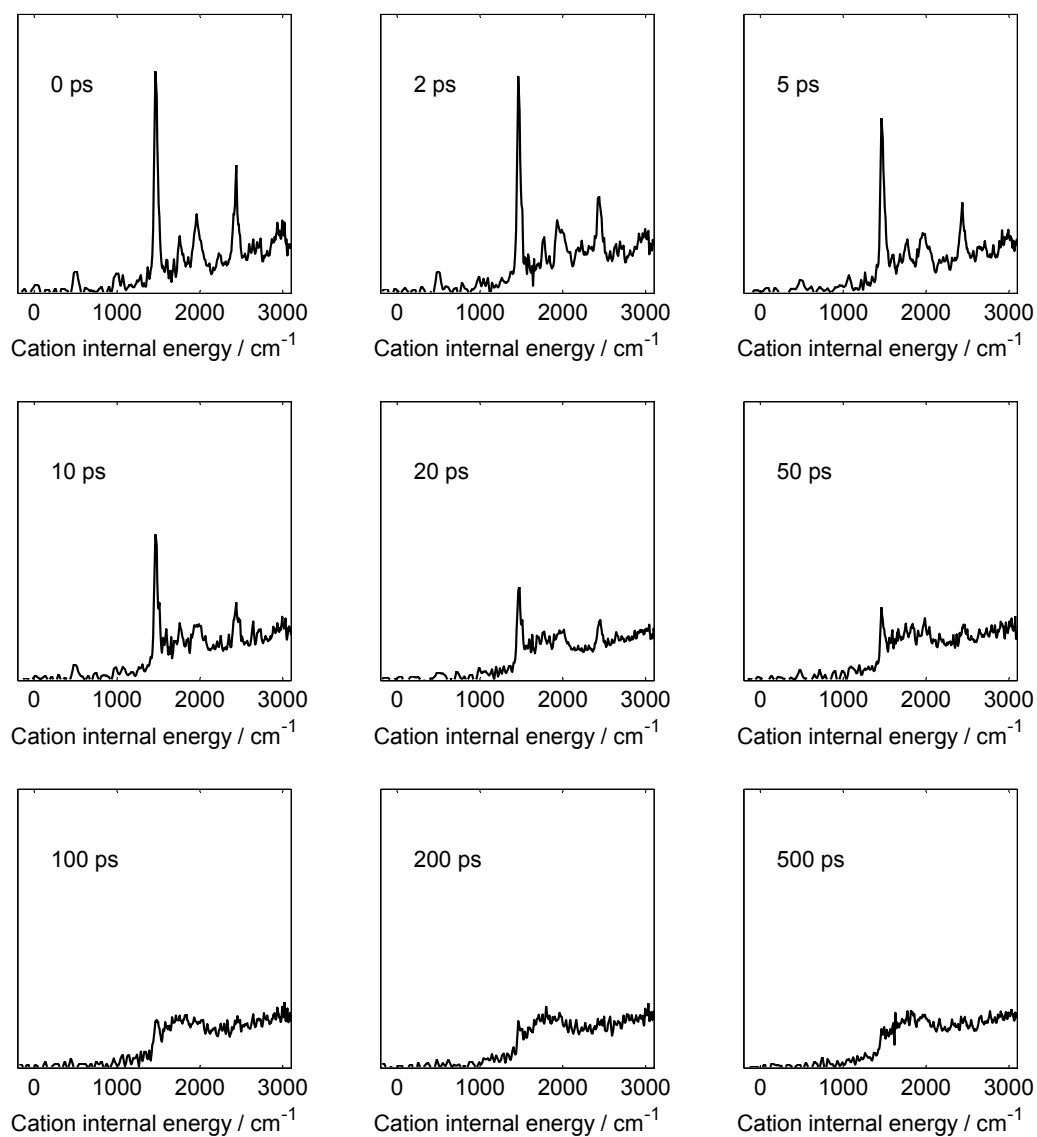 0 ps 2 ps 5 ps
0 1000 2000 3000 0 1000 2000 3000 0 1000 2000 3000
Cation internal energy / cm⁻¹ Cation internal energy / cm⁻¹ Cation internal energy / cm⁻¹
10 ps 20 ps 50 ps
0 1000 2000 3000 0 1000 2000 3000 0 1000 2000 3000
Cation internal energy / cm⁻¹ Cation internal energy / cm⁻¹ Cation internal energy / cm⁻¹
100 ps 200 ps 500 ps
0 1000 2000 3000 0 1000 2000 3000 0 1000 2000 3000
Cation internal energy / cm⁻¹ Cation internal energy / cm⁻¹ Cation internal energy / cm⁻¹